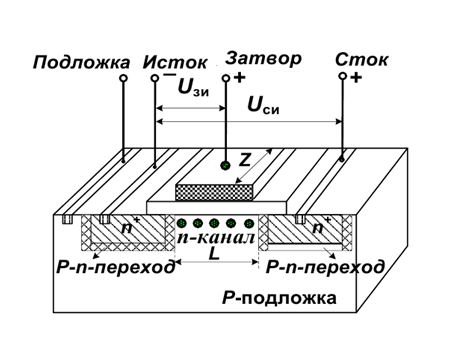 Подложка Исток Затвор Сток
– + +
Uзи
Uси
Z
n+ n+
n-канал
P-n-переход L P-n-переход
P-подложка